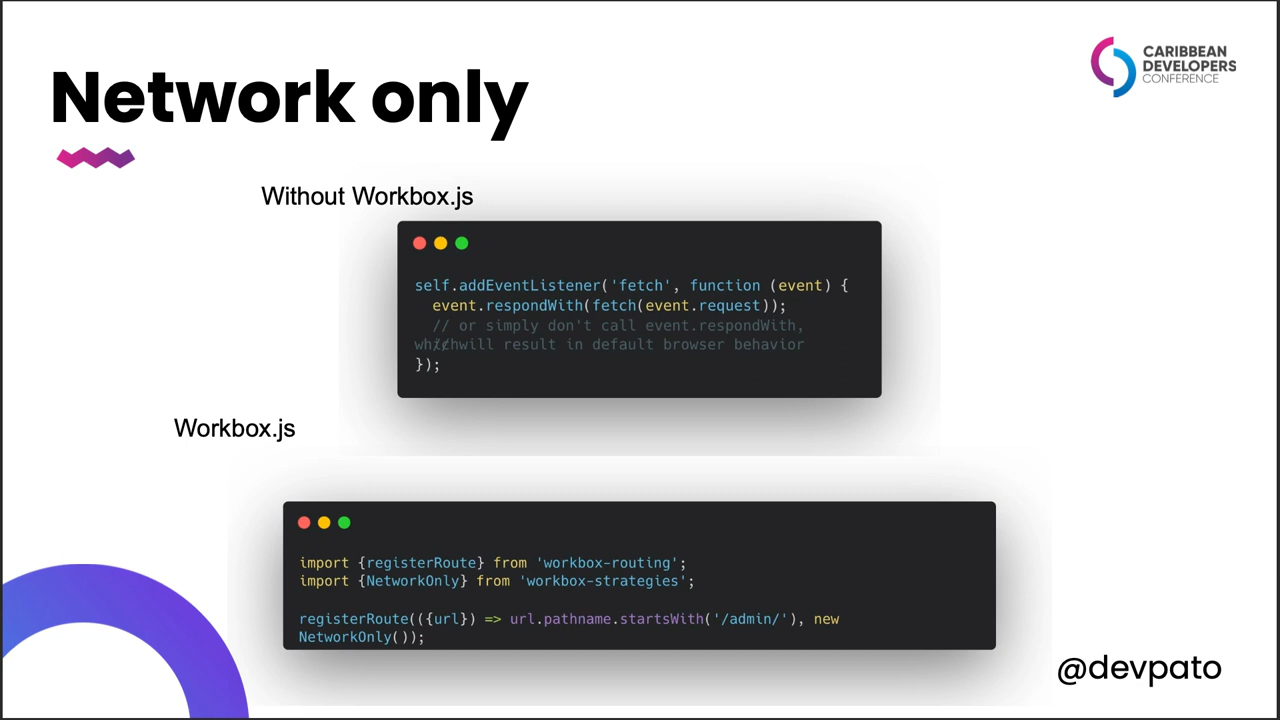 CARIBBEAN
DEVELOPERS
CONFERENCE
Network only
Without Workbox.js
self.addEventListener('fetch', function (event) {
  event.respondWith(fetch(event.request));
  // or simply don't call event.respondWith,
which will result in default browser behavior
});
Workbox.js
import {registerRoute} from 'workbox-routing';
import {NetworkOnly} from 'workbox-strategies';
registerRoute(({url}) => url.pathname.startsWith('/admin/'), new
NetworkOnly());
@devpato